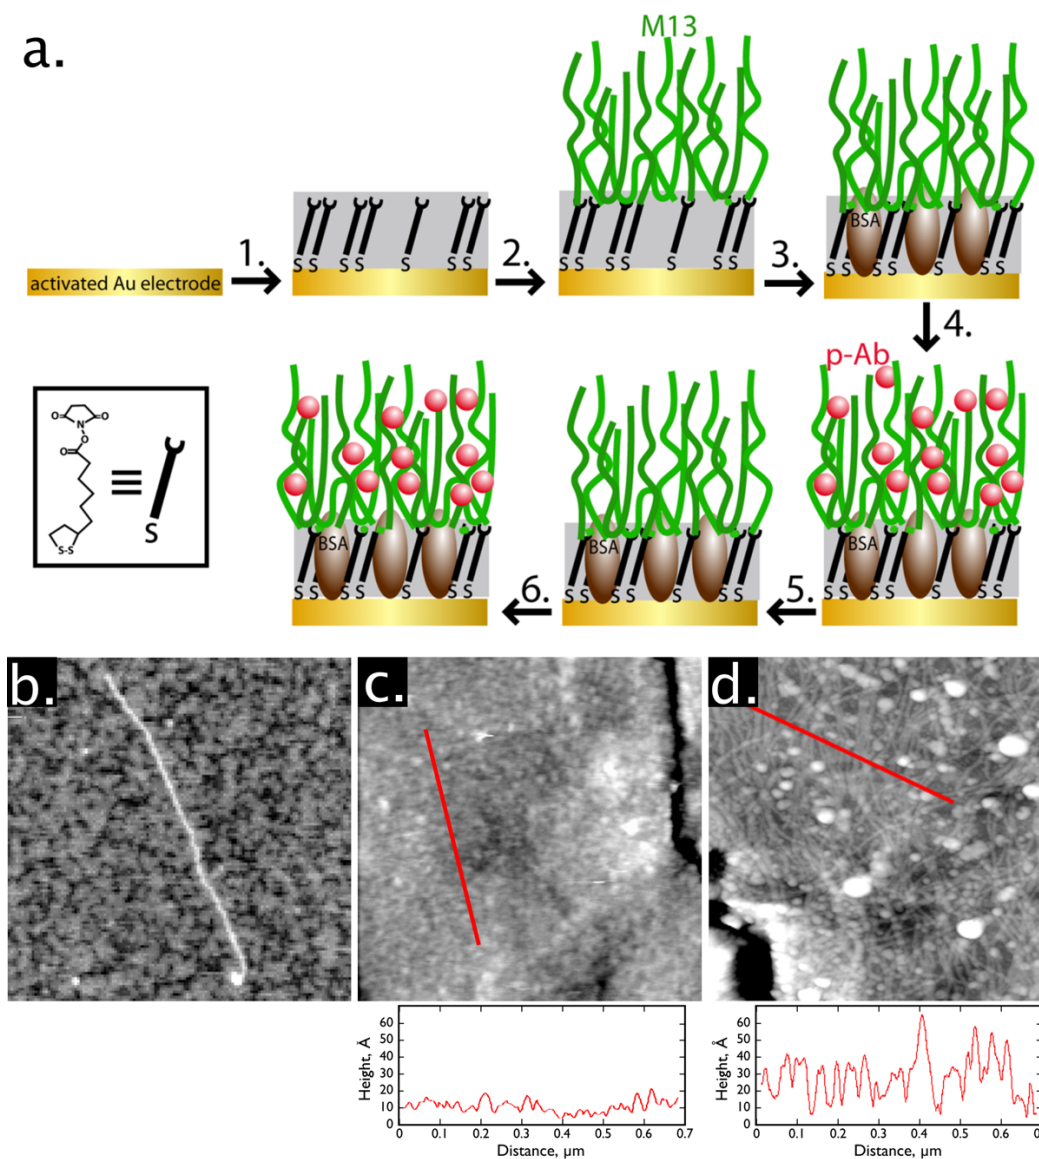 a.
M13
BSA
1.
2.
3.
S S S S S S S
S S S S S S S
S S S S S
activated Au electrode
4.
p-Ab
O N O
O
O
S-S
S
BSA
BSA
BSA
S S S S S
S S S S S
S S S S S
6.
5.
b.
c.
d.
Height, Å
60
50
40
30
20
10
0
0 0.1 0.2 0.3 0.4 0.5 0.6 0.7
Distance, µm
Height, Å
60
50
40
30
20
10
0
0 0.1 0.2 0.3 0.4 0.5 0.6 0.
Distance, µm